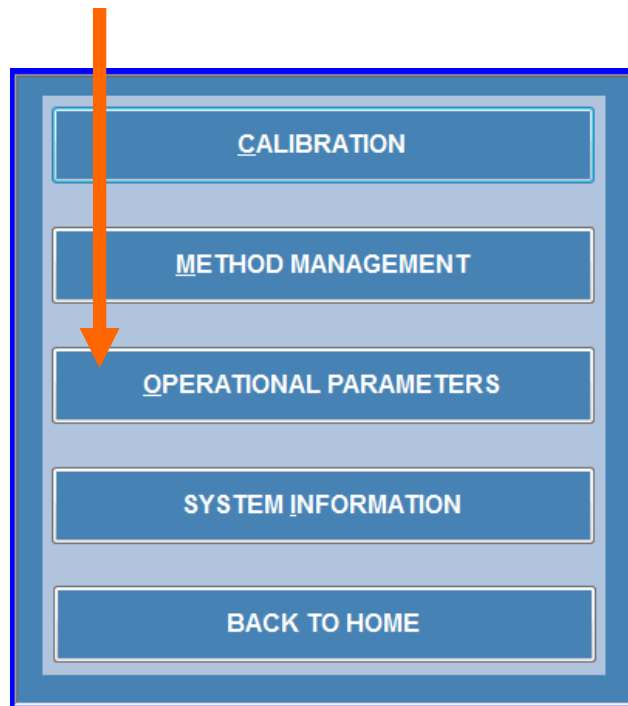 CALIBRATION
METHOD MANAGEMENT
OPERATIONAL PARAMETERS
SYSTEM INFORMATION
BACK TO HOME